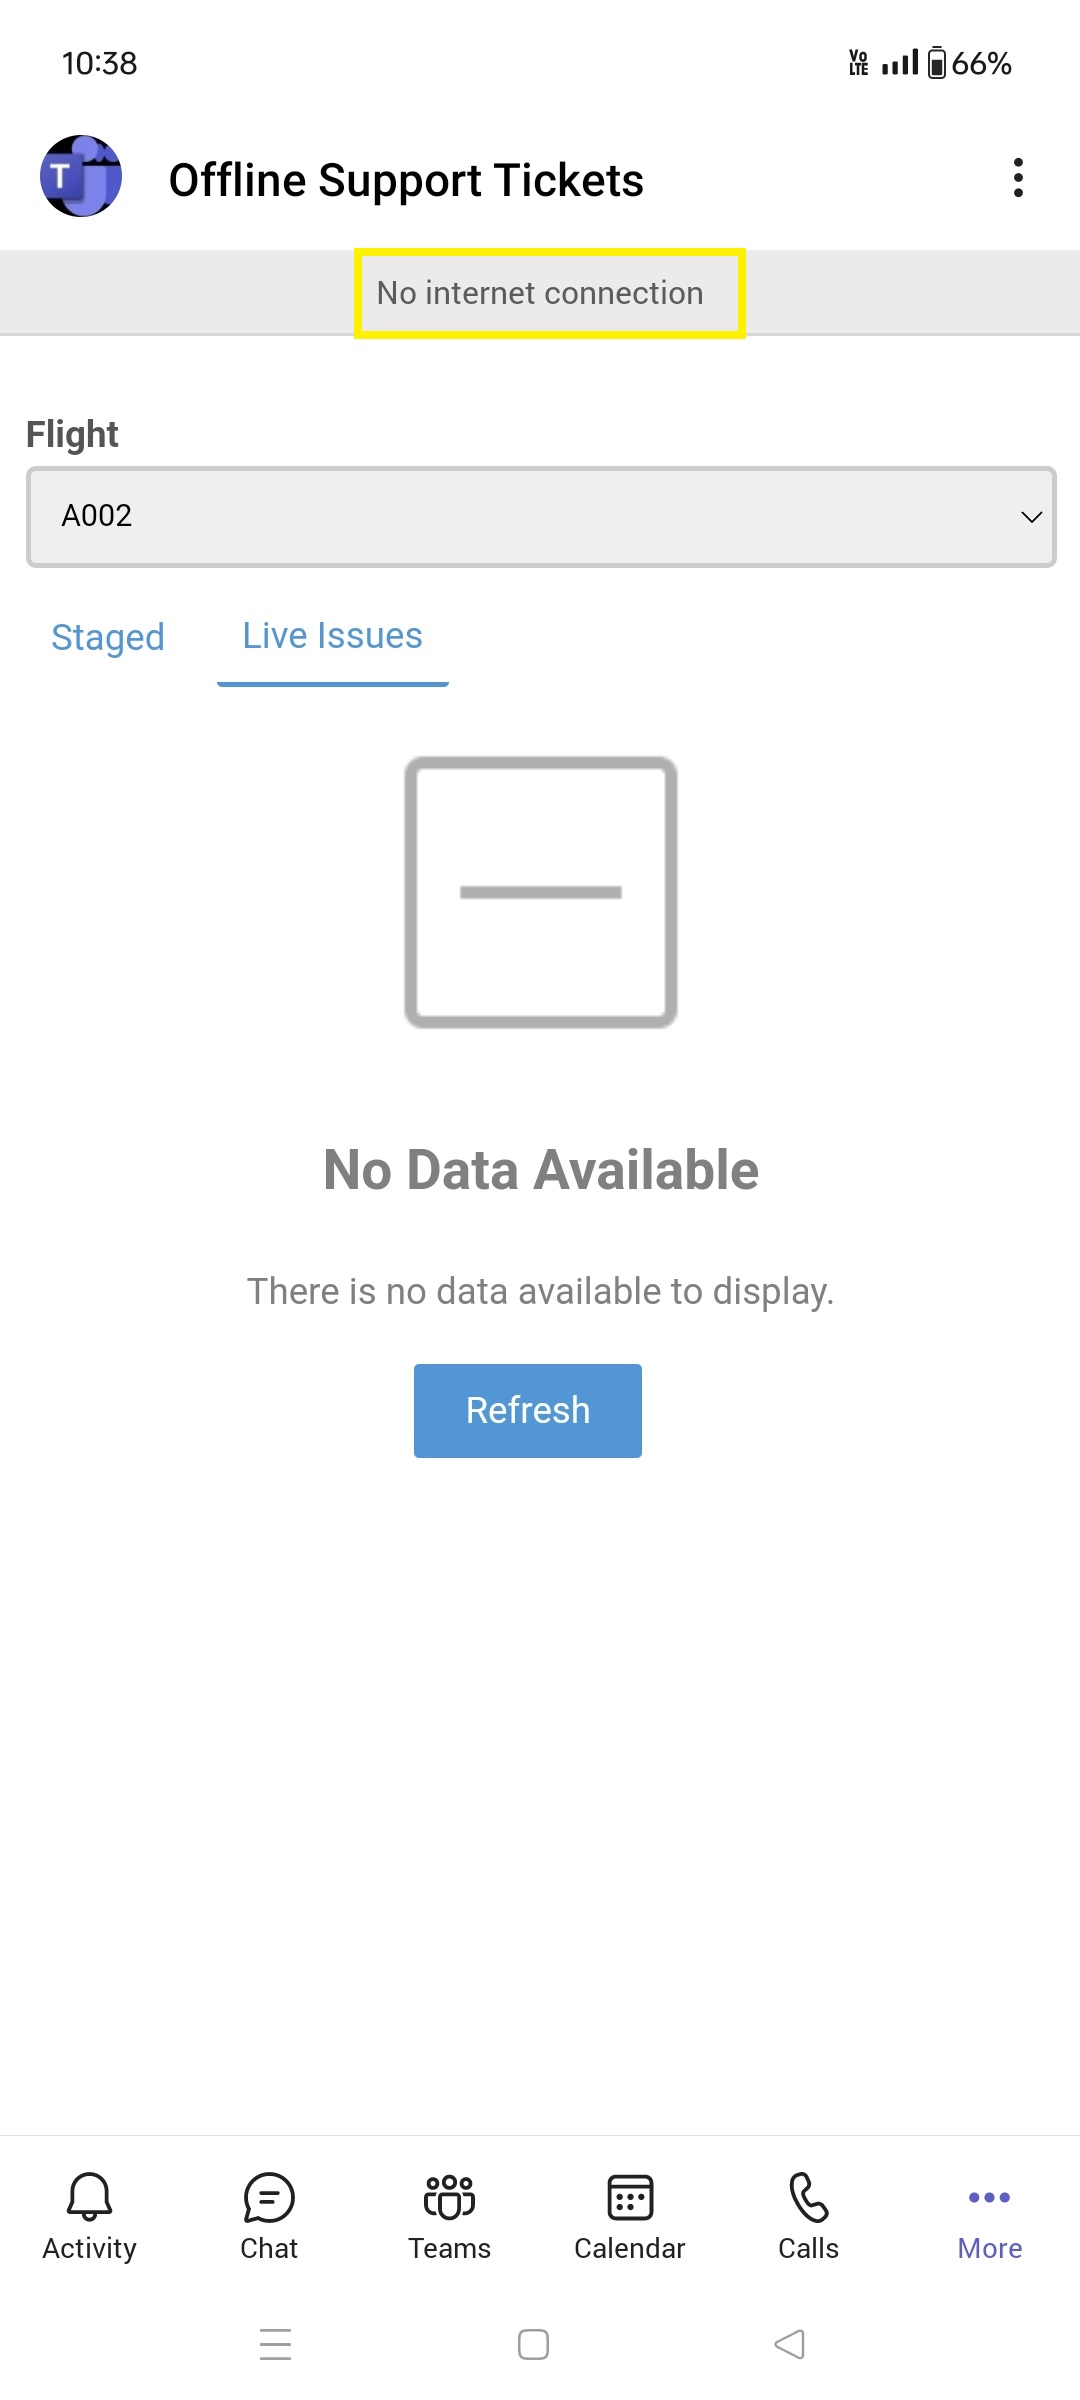 10:38
Vo
LTE
66%
T
Offline Support Tickets
No internet connection
Flight
A002
Staged
Live Issues
No Data Available
There is no data available to display.
Refresh
Activity
Chat
Teams
Calendar
Calls
More